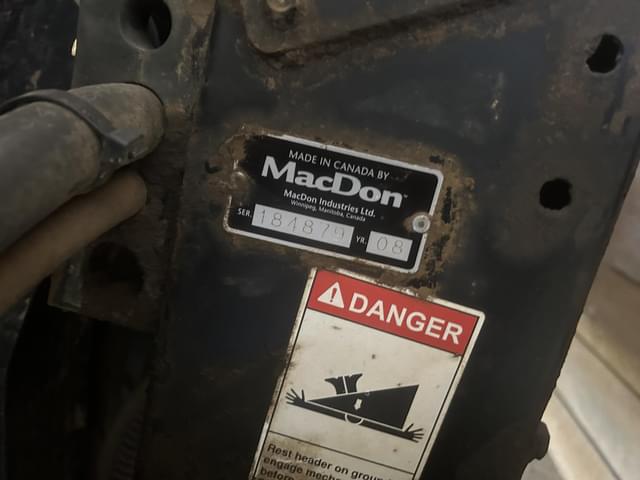 MADE IN CANADA BY
MacDon
MacDon Industries Ltd.
Winnipeg, Manitoba, Canada
SER. 184879 YR. 08
DANGER
Rest header on ground
engage mech
before